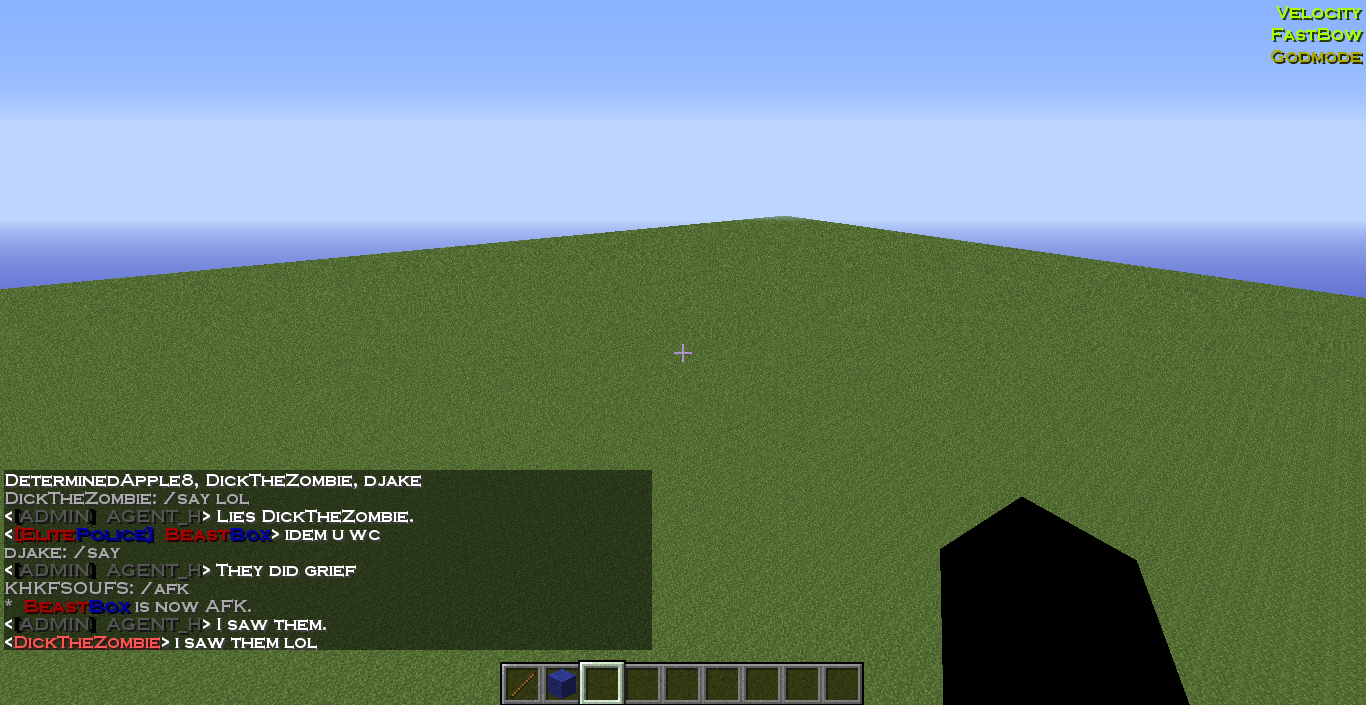 Velocity
FastBow
Godmode
DeterminedApple8, DickTheZombie, djake
DickTheZombie: /say lol
<[Admin] Agent_H> Lies DickTheZombie.
<[ElitePolice] BeastBox> idem u wc
djake: /say
<[Admin] Agent_H> They did grief
khkfsoufs: /afk
* BeastBox is now AFK.
<[Admin] Agent_H> I saw them.
<DickTheZombie> i saw them lol